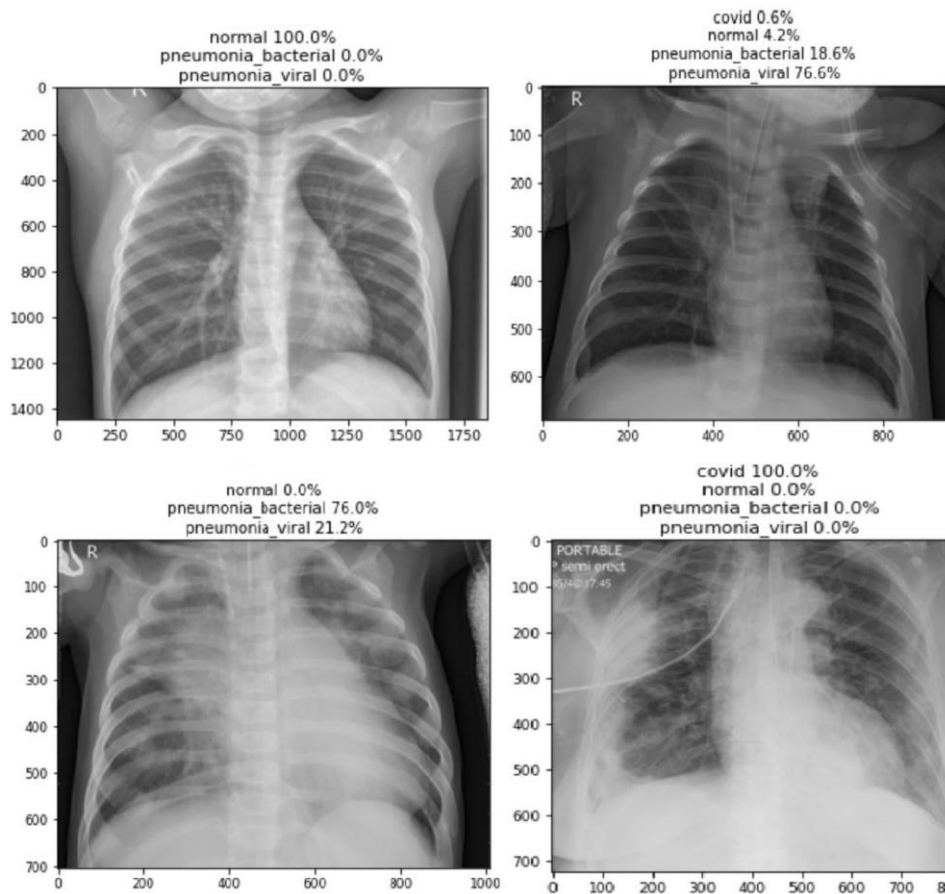 normal 100.0%
pneumonia_bacterial 0.0%
pneumonia_viral 0.0%
R
0
200
400
600
800
1000
1200
1400
0 250 500 750 1000 1250 1500 1750
covid 0.6%
normal 4.2%
pneumonia_bacterial 18.6%
pneumonia_viral 76.6%
R
0
100
200
300
400
500
600
0 200 400 600 800
normal 0.0%
pneumonia_bacterial 76.0%
pneumonia_viral 21.2%
R
0
100
200
300
400
500
600
700
0 200 400 600 800 1000
covid 100.0%
normal 0.0%
pneumonia_bacterial 0.0%
pneumonia_viral 0.0%
PORTABLE
P semi erect
17:45
0
100
200
300
400
500
600
700
0 100 200 300 400 500 600 700